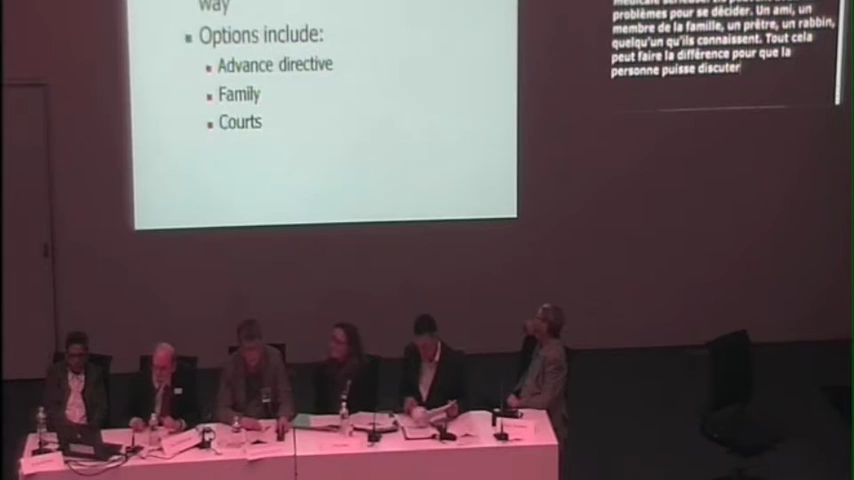 way
Options include:
Advance directive
Family
Courts
problèmes pour se décider. Un ami, un
membre de la famille, un prêtre, un rabbin,
quelqu'un qu'ils connaissent. Tout cela
peut faire la différence pour que la
personne puisse discuter